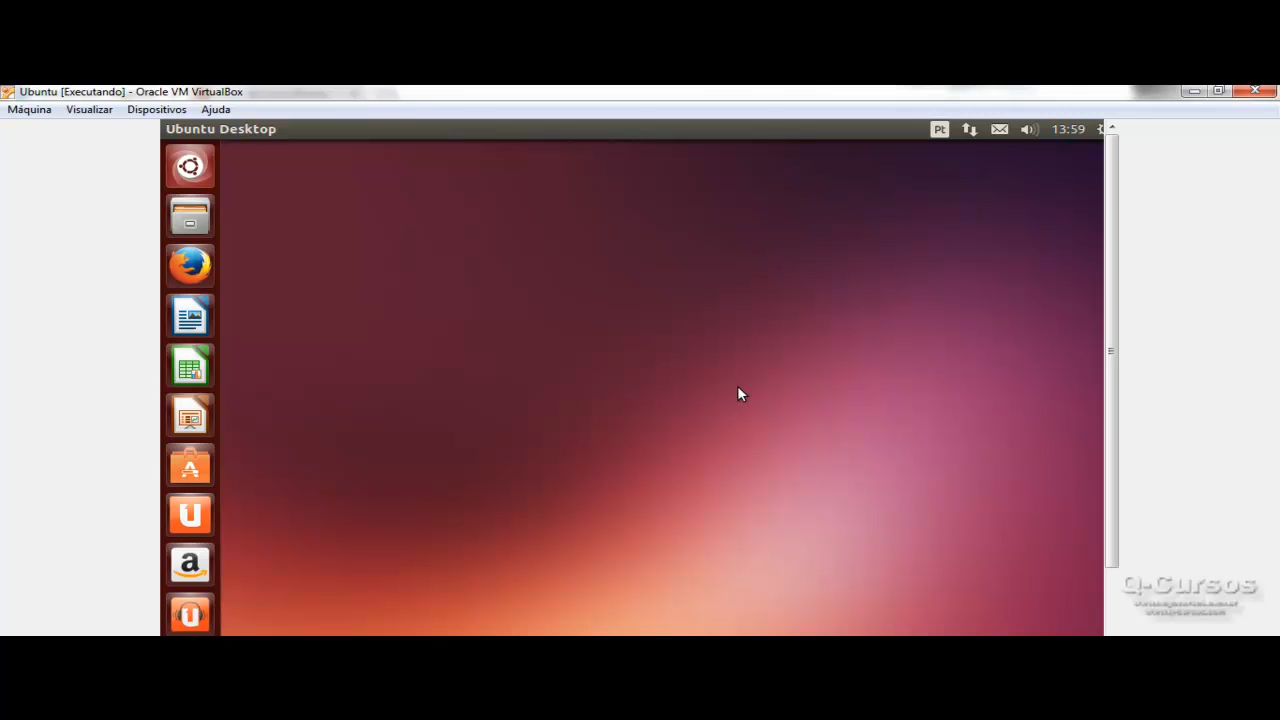 Ubuntu [Executando] - Oracle VM VirtualBox
Máquina Visualizar Dispositivos Ajuda
Ubuntu Desktop Pt 13:59
Q-Cursos